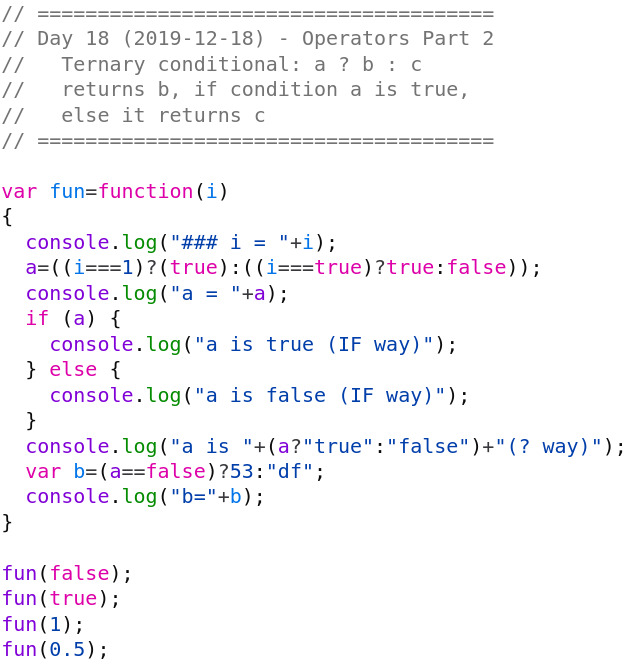 // ======================================
// Day 18 (2019-12-18) - Operators Part 2
//   Ternary conditional: a ? b : c
//   returns b, if condition a is true,
//   else it returns c
// ======================================

var fun=function(i)
{
  console.log("### i = "+i);
  a=((i===1)?(true):((i===true)?true:false));
  console.log("a = "+a);
  if (a) {
    console.log("a is true (IF way)");
  } else {
    console.log("a is false (IF way)");
  }
  console.log("a is "+(a?"true":"false")+"(? way)");
  var b=(a==false)?53:"df";
  console.log("b="+b);
}

fun(false);
fun(true);
fun(1);
fun(0.5);